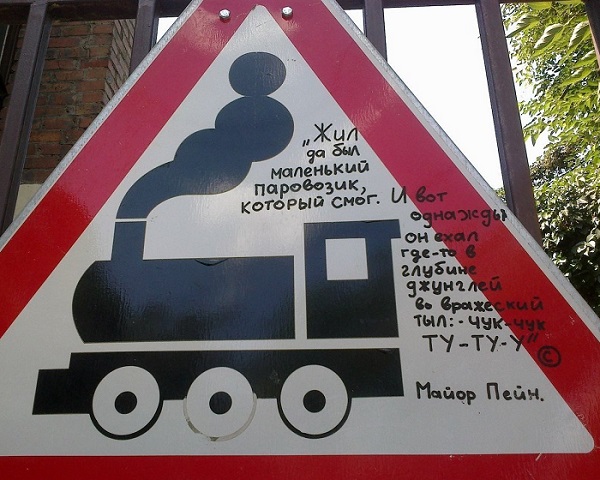 „Жил
да был
маленький
паровозик,
который смог. И вот
однажды
он ехал
где-то в
глубине
джунглей
вь вражеский
тыл: - чук-чук
ТУ-ТУ-У" ©
Майор Пейн.